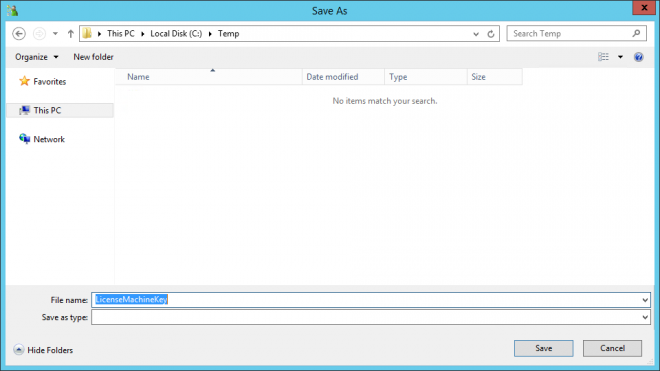 Save As
This PC Local Disk (C:) Temp
Search Temp
Organize New folder
Name Date modified Type Size
Favorites
No items match your search.
This PC
Network
File name: LicenseMachineKey
Save as type:
Hide Folders Save Cancel